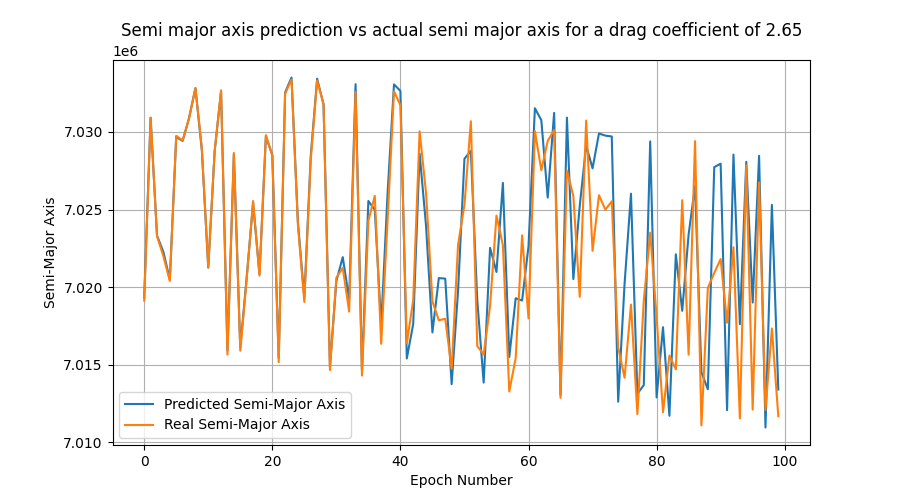 Semi major axis prediction vs actual semi major axis for a drag coefficient of 2.65
1e6
7.030
7.025
7.020
7.015
7.010
Semi-Major Axis
Predicted Semi-Major Axis
Real Semi-Major Axis
0 20 40 60 80 100
Epoch Number